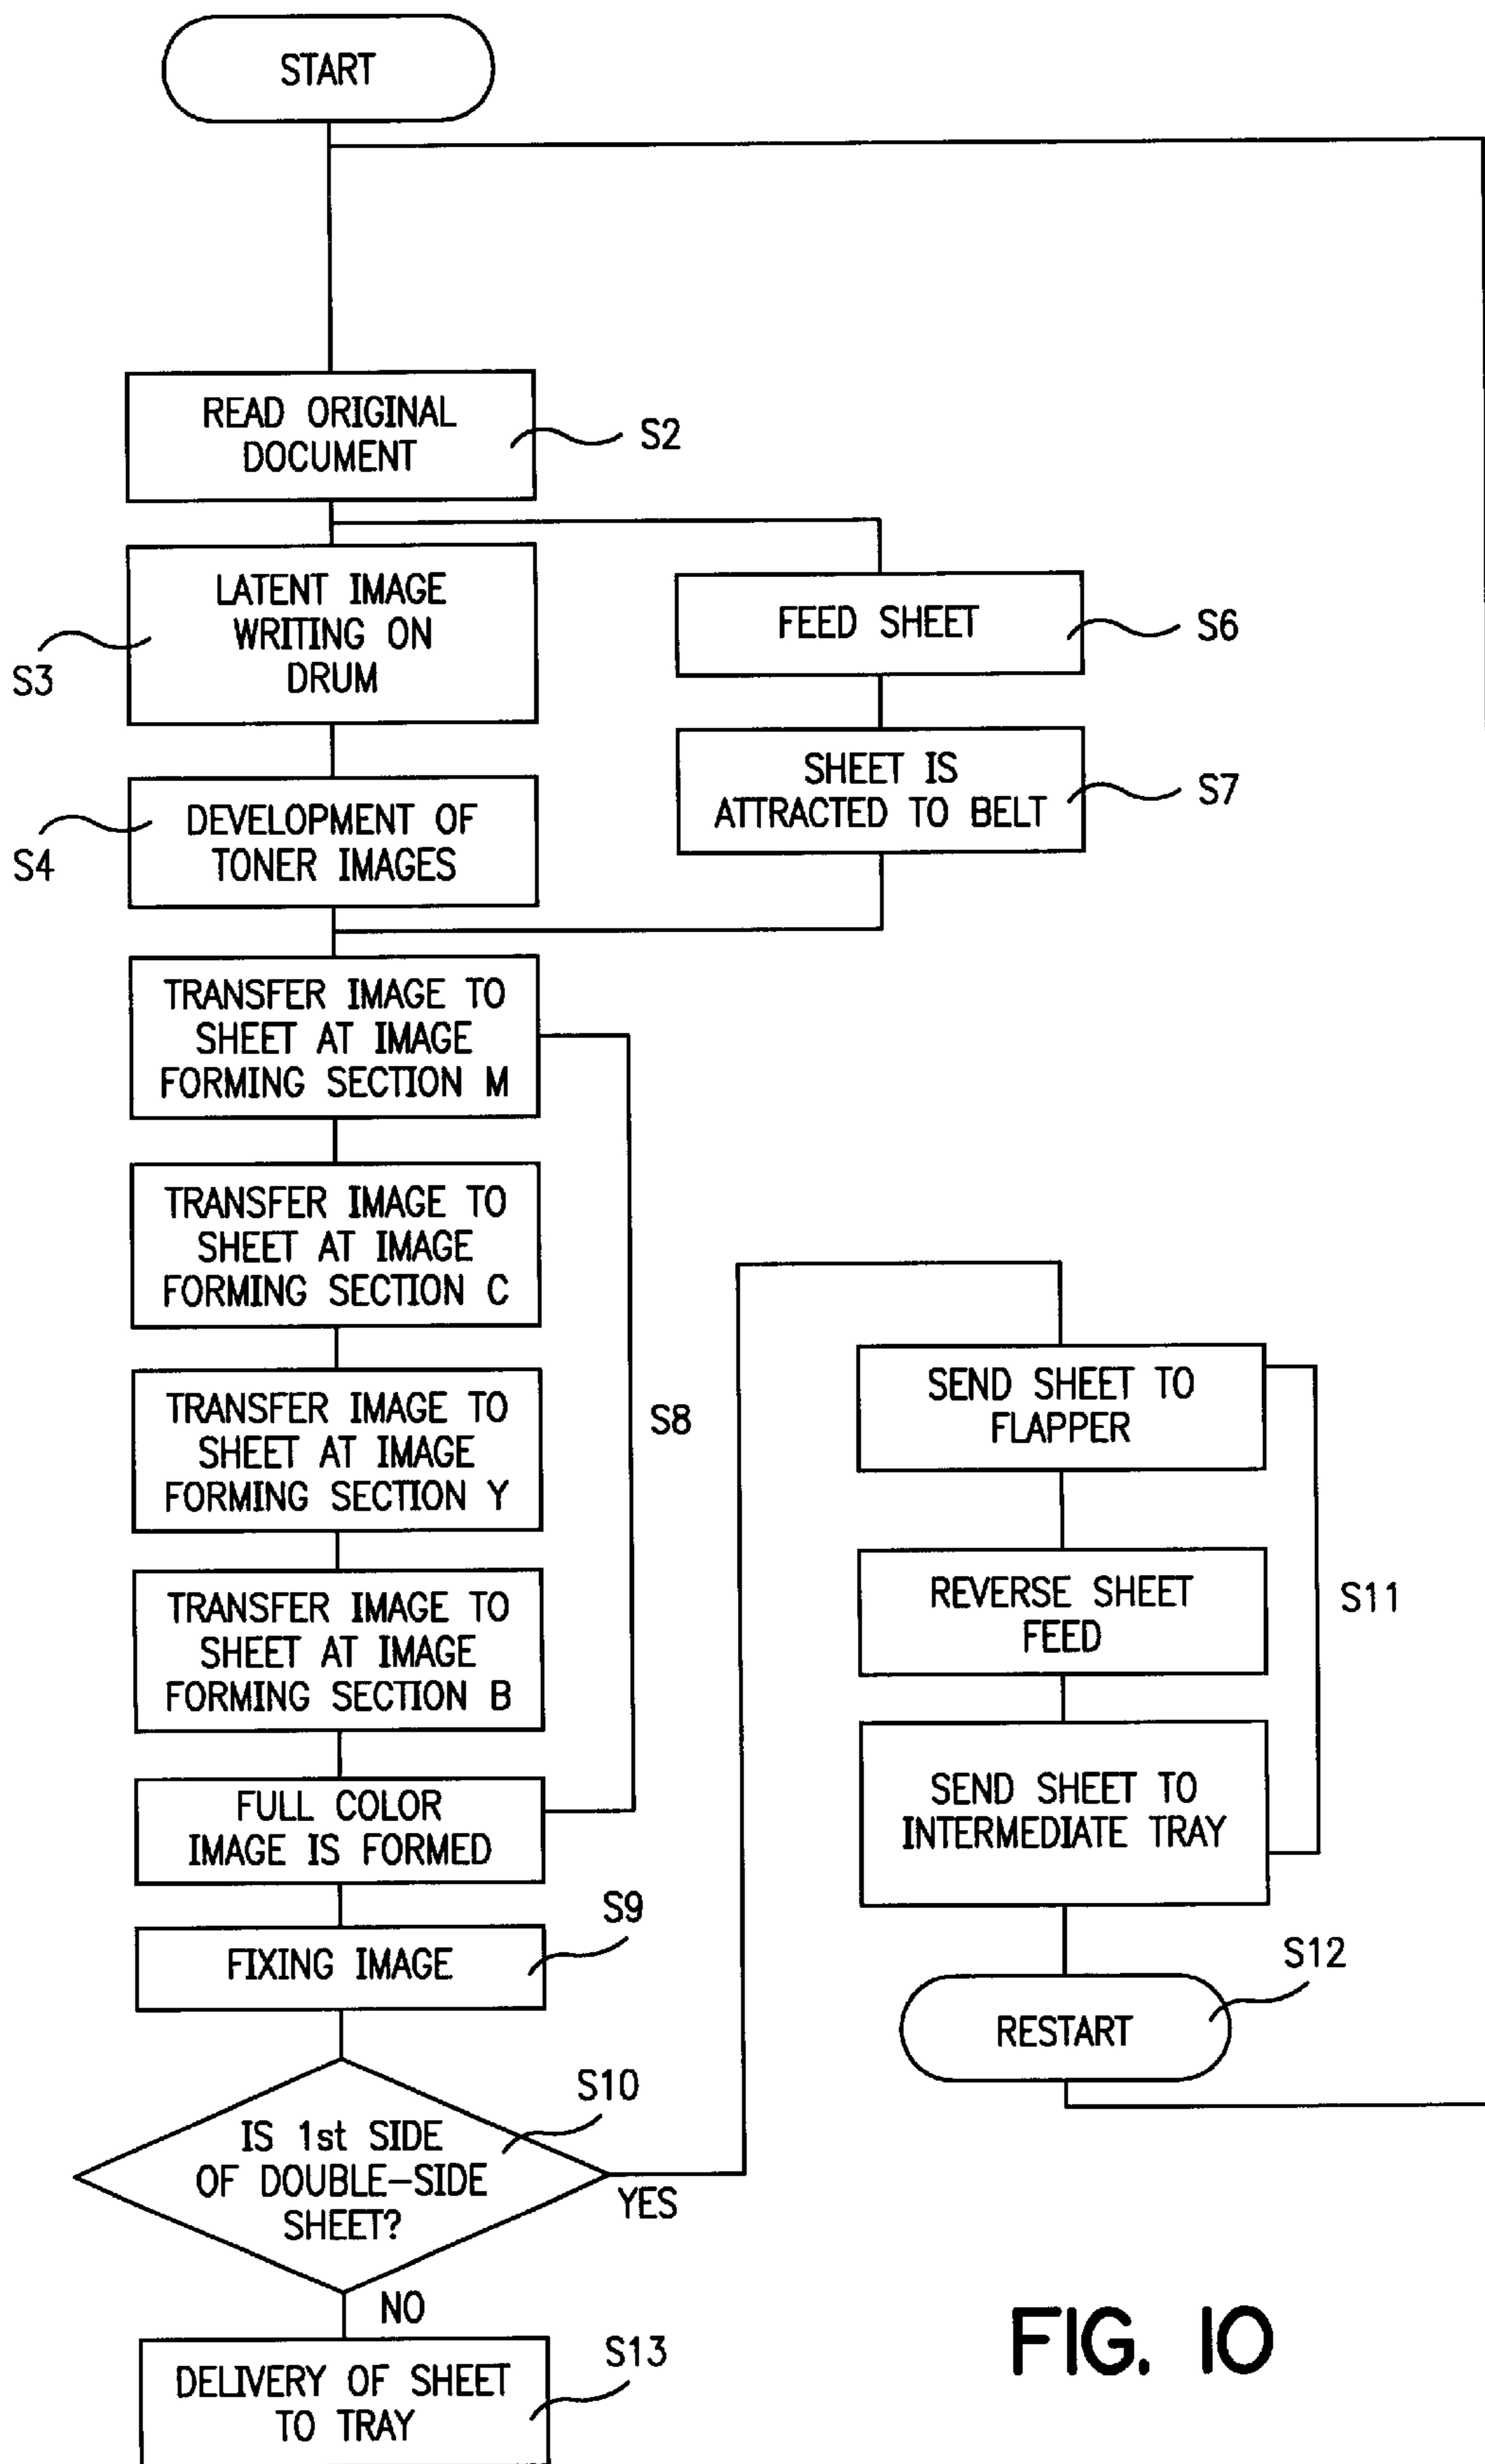 START
READ ORIGINAL
DOCUMENT
S2
LATENT IMAGE
WRITING ON
DRUM
S3
FEED SHEET
S6
SHEET IS
ATTRACTED TO BELT
S7
DEVELOPMENT OF
TONER IMAGES
S4
TRANSFER IMAGE TO
SHEET AT IMAGE
FORMING SECTION M
TRANSFER IMAGE TO
SHEET AT IMAGE
FORMING SECTION C
TRANSFER IMAGE TO
SHEET AT IMAGE
FORMING SECTION Y
TRANSFER IMAGE TO
SHEET AT IMAGE
FORMING SECTION B
FULL COLOR
IMAGE IS FORMED
S8
FIXING IMAGE
S9
IS 1st SIDE
OF DOUBLE-SIDE
SHEET?
S10
YES
NO
SEND SHEET TO
FLAPPER
REVERSE SHEET
FEED
SEND SHEET TO
INTERMEDIATE TRAY
S11
RESTART
S12
DELIVERY OF SHEET
TO TRAY
S13
FIG. 10